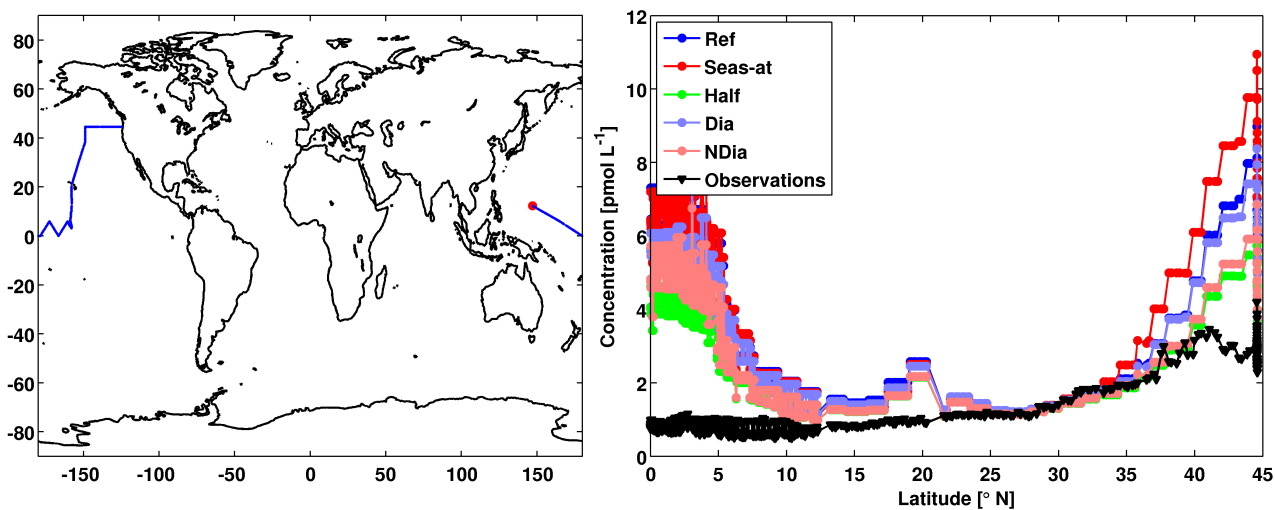 80
60
40
20
0
-20
-40
-60
-80
-150 -100 -50 0 50 100 150
12
10
8
6
4
2
0
Concentration [pmol L⁻¹]
Ref
Seas-at
Half
Dia
NDia
Observations
0 5 10 15 20 25 30 35 40 45
Latitude [° N]